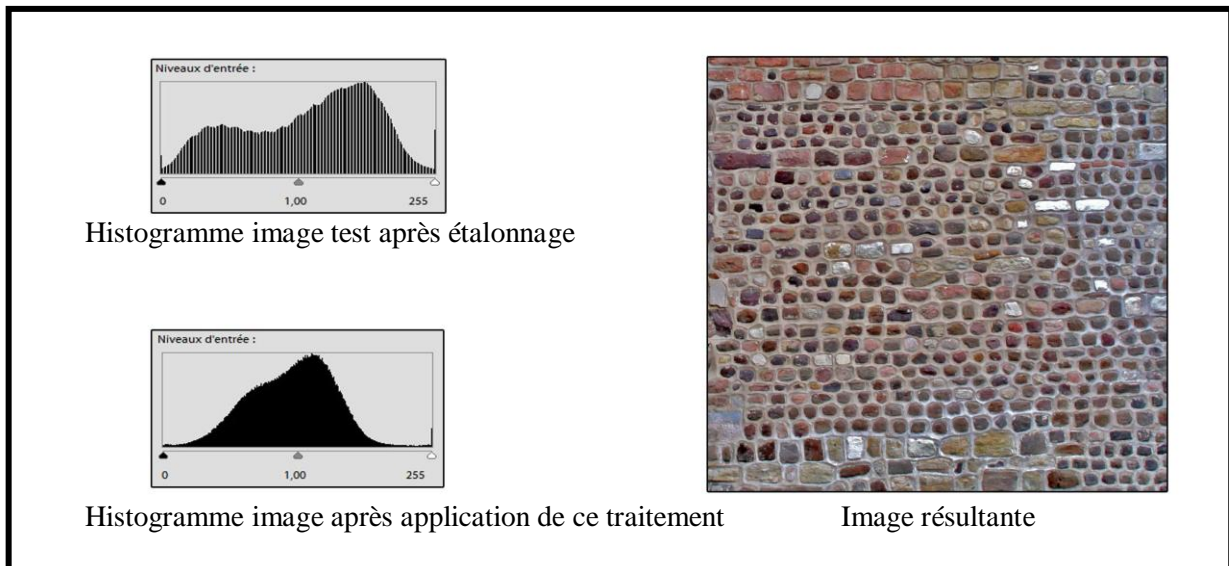 Niveaux d'entrée :
0 1,00 255
Histogramme image test après étalonnage
Niveaux d'entrée :
0 1,00 255
Histogramme image après application de ce traitement
Image résultante